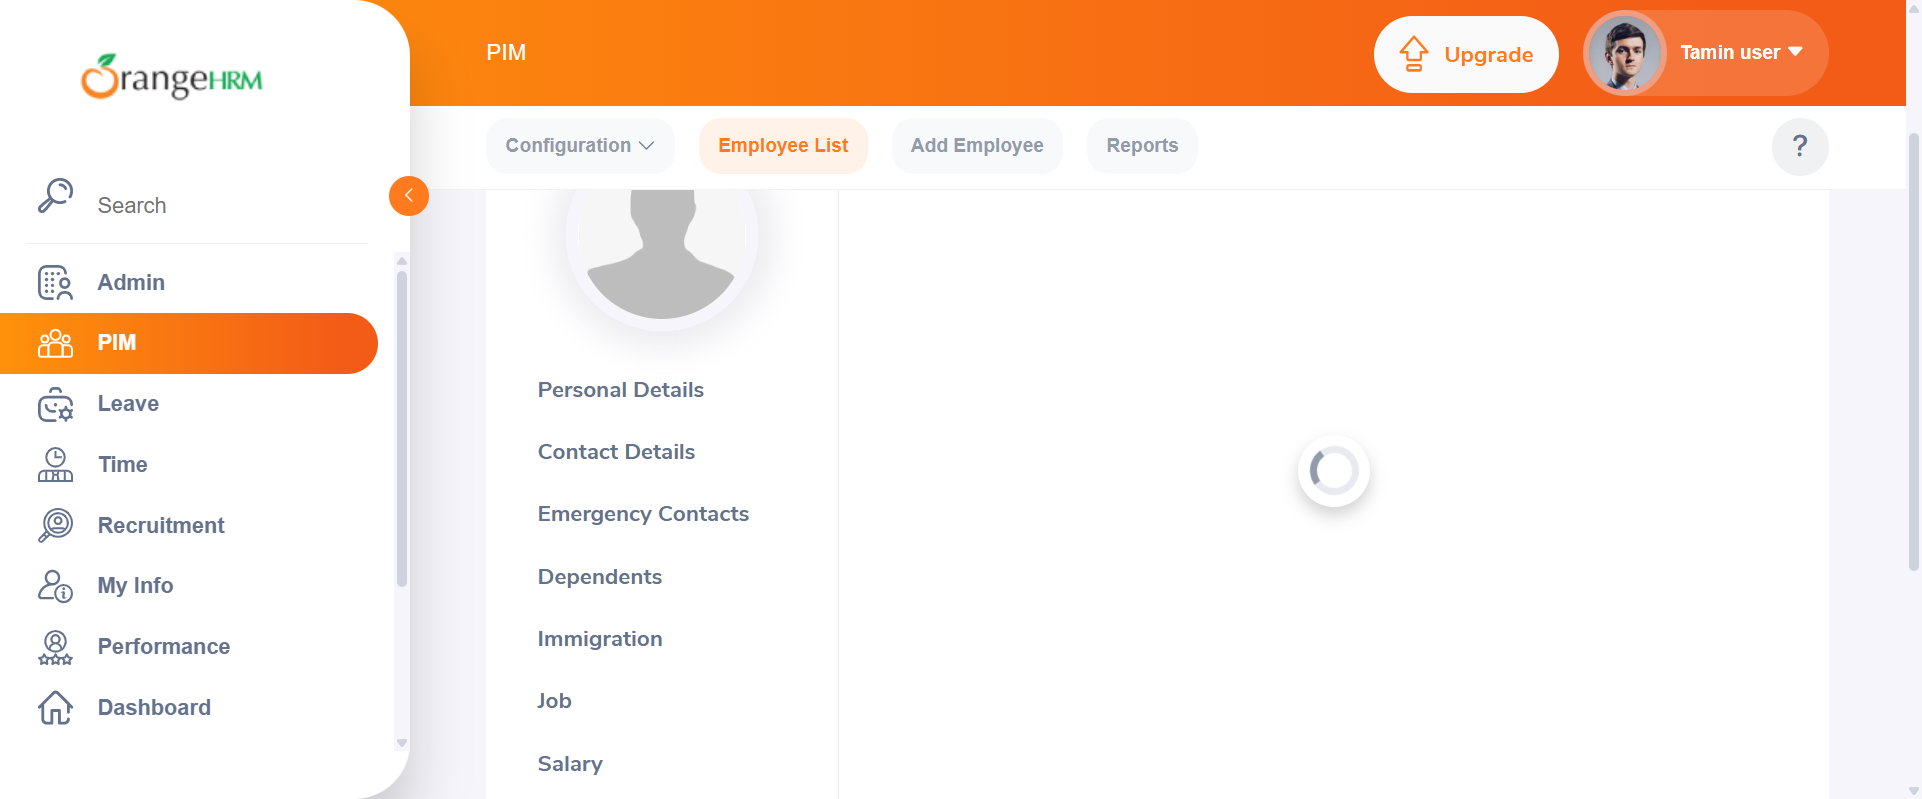 OrangeHRM
PIM
Upgrade
Tamin user
Configuration
Employee List
Add Employee
Reports
?
Search
Admin
PIM
Leave
Time
Recruitment
My Info
Performance
Dashboard
Personal Details
Contact Details
Emergency Contacts
Dependents
Immigration
Job
Salary